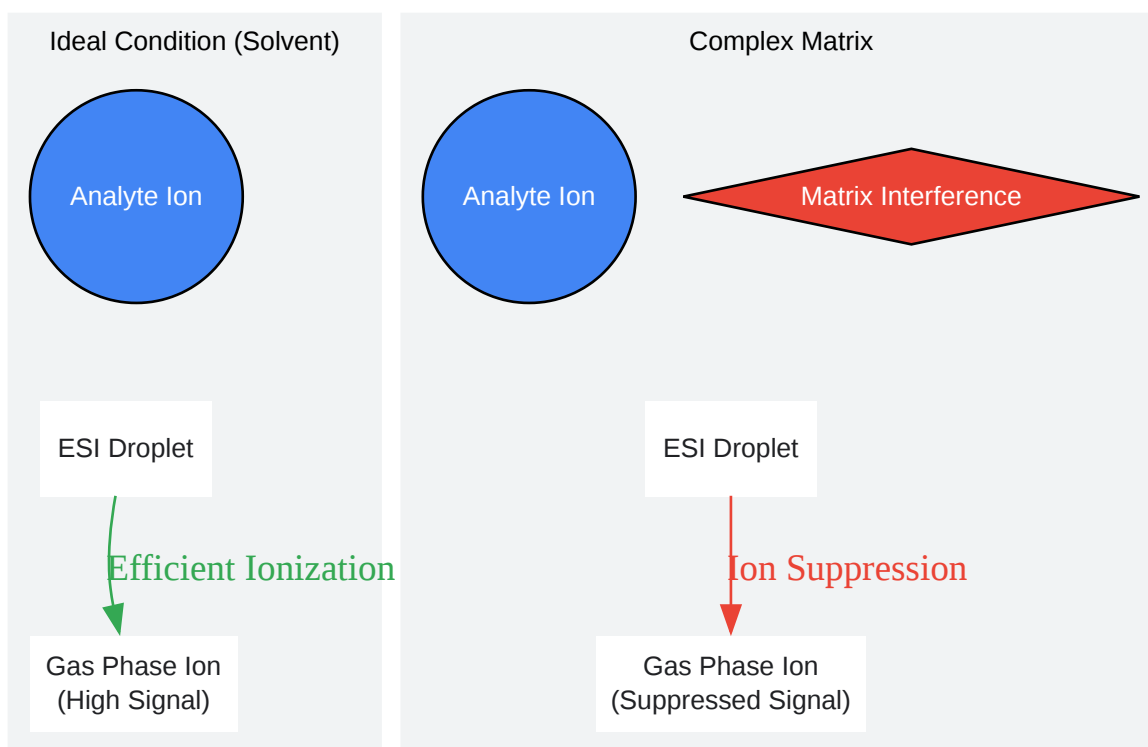 Ideal Condition (Solvent)
Analyte Ion
ESI Droplet
Efficient Ionization
Gas Phase Ion
(High Signal)
Complex Matrix
Analyte Ion
Matrix Interference
ESI Droplet
Ion Suppression
Gas Phase Ion
(Suppressed Signal)